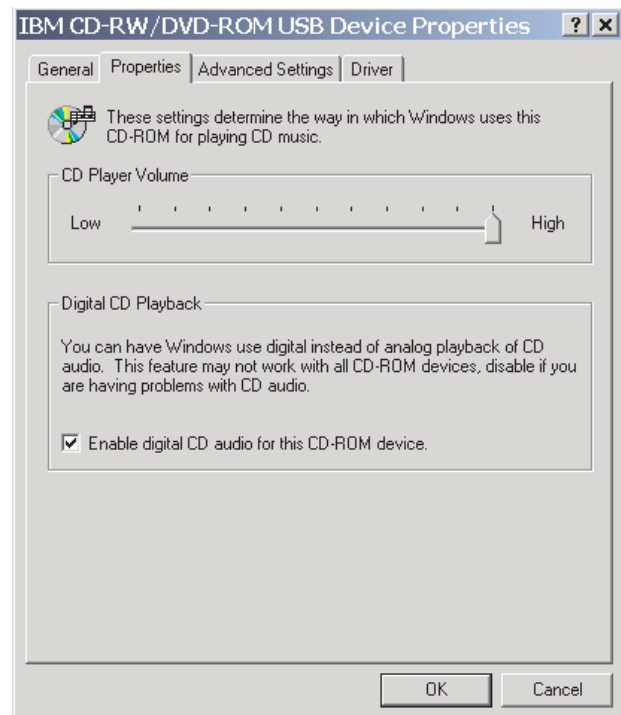 IBM CD-RW/DVD-ROM USB Device Properties ? ×
General Properties Advanced Settings Driver
These settings determine the way in which Windows uses this
CD-ROM for playing CD music.
CD Player Volume
Low High
Digital CD Playback
You can have Windows use digital instead of analog playback of CD
audio. This feature may not work with all CD-ROM devices, disable if you
are having problems with CD audio.
Enable digital CD audio for this CD-ROM device.
OK Cancel